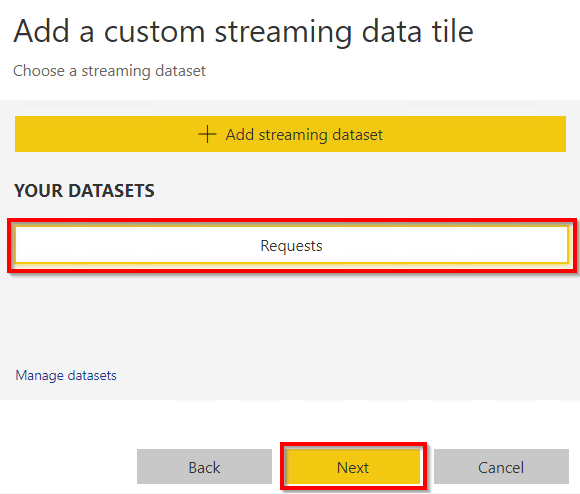 Add a custom streaming data tile
Choose a streaming dataset
+ Add streaming dataset
YOUR DATASETS
Requests
Manage datasets
Back
Next
Cancel